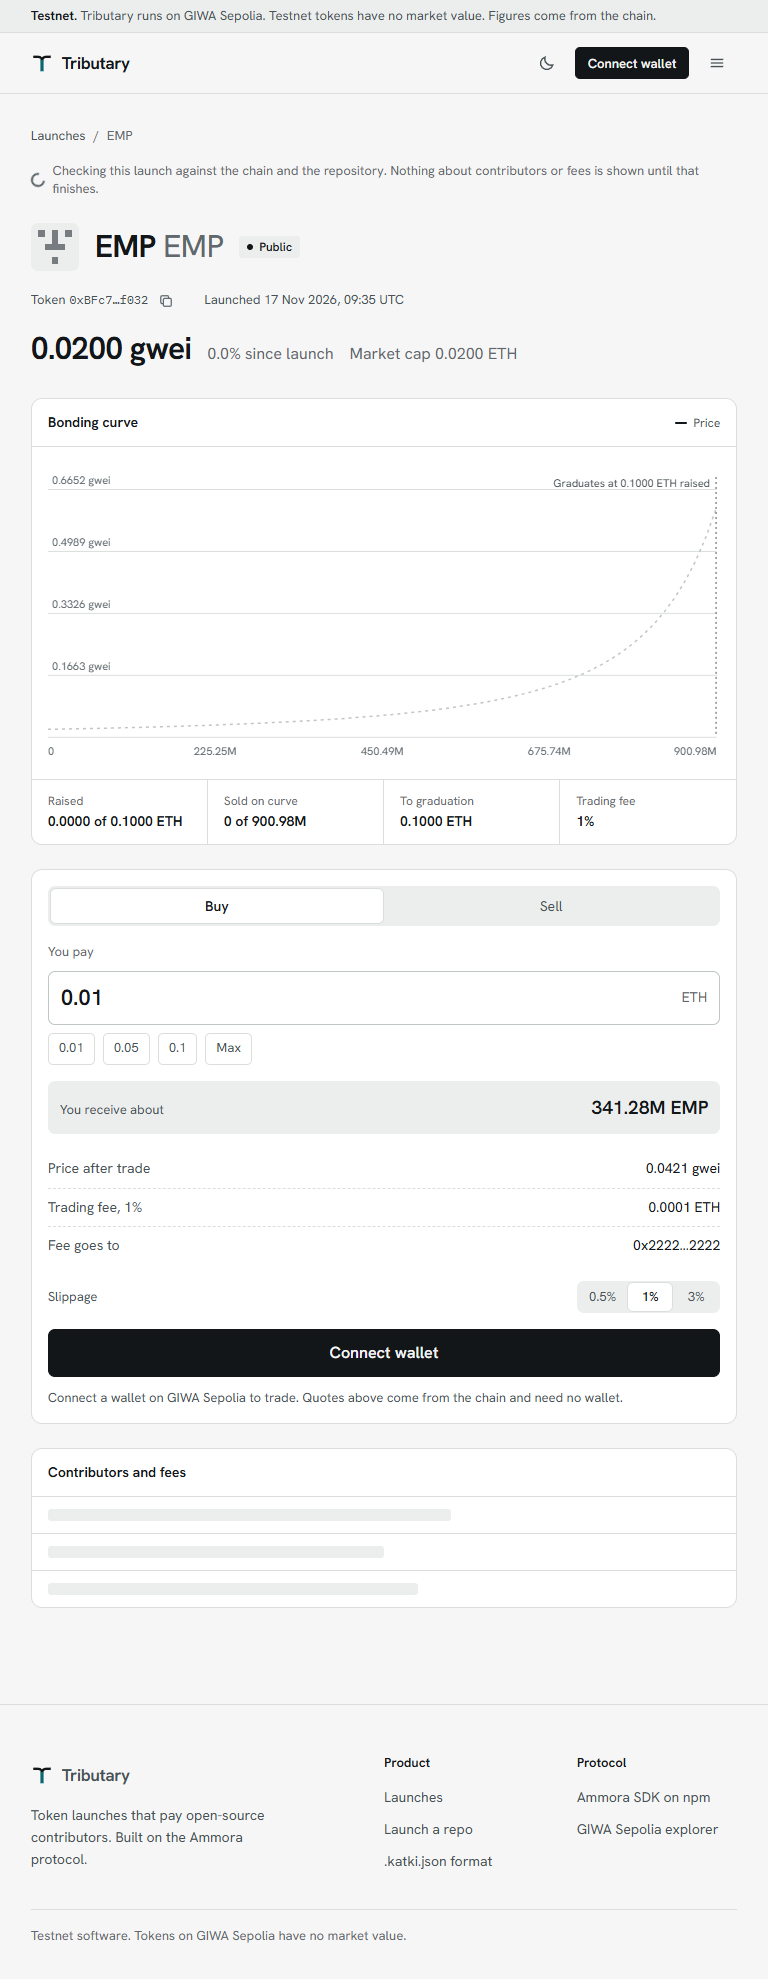 Testnet. Tributary runs on GIWA Sepolia. Testnet tokens have no market value. Figures come from the chain.
Tributary
Connect wallet
Launches / EMP
Checking this launch against the chain and the repository. Nothing about contributors or fees is shown until that
finishes.
EMP EMP
Public
Token 0xBFc7…f032
Launched 17 Nov 2026, 09:35 UTC
0.0200 gwei
0.0% since launch
Market cap 0.0200 ETH
Bonding curve
Price
0.6652 gwei
Graduates at 0.1000 ETH raised
0.4989 gwei
0.3326 gwei
0.1663 gwei
0
225.25M
450.49M
675.74M
900.98M
Raised
0.0000 of 0.1000 ETH
Sold on curve
0 of 900.98M
To graduation
0.1000 ETH
Trading fee
1%
Buy
Sell
You pay
0.01
ETH
0.01
0.05
0.1
Max
You receive about
341.28M EMP
Price after trade
0.0421 gwei
Trading fee, 1%
0.0001 ETH
Fee goes to
0x2222…2222
Slippage
0.5%
1%
3%
Connect wallet
Connect a wallet on GIWA Sepolia to trade. Quotes above come from the chain and need no wallet.
Contributors and fees
Tributary
Token launches that pay open-source
contributors. Built on the Ammora
protocol.
Product
Launches
Launch a repo
.katki.json format
Protocol
Ammora SDK on npm
GIWA Sepolia explorer
Testnet software. Tokens on GIWA Sepolia have no market value.